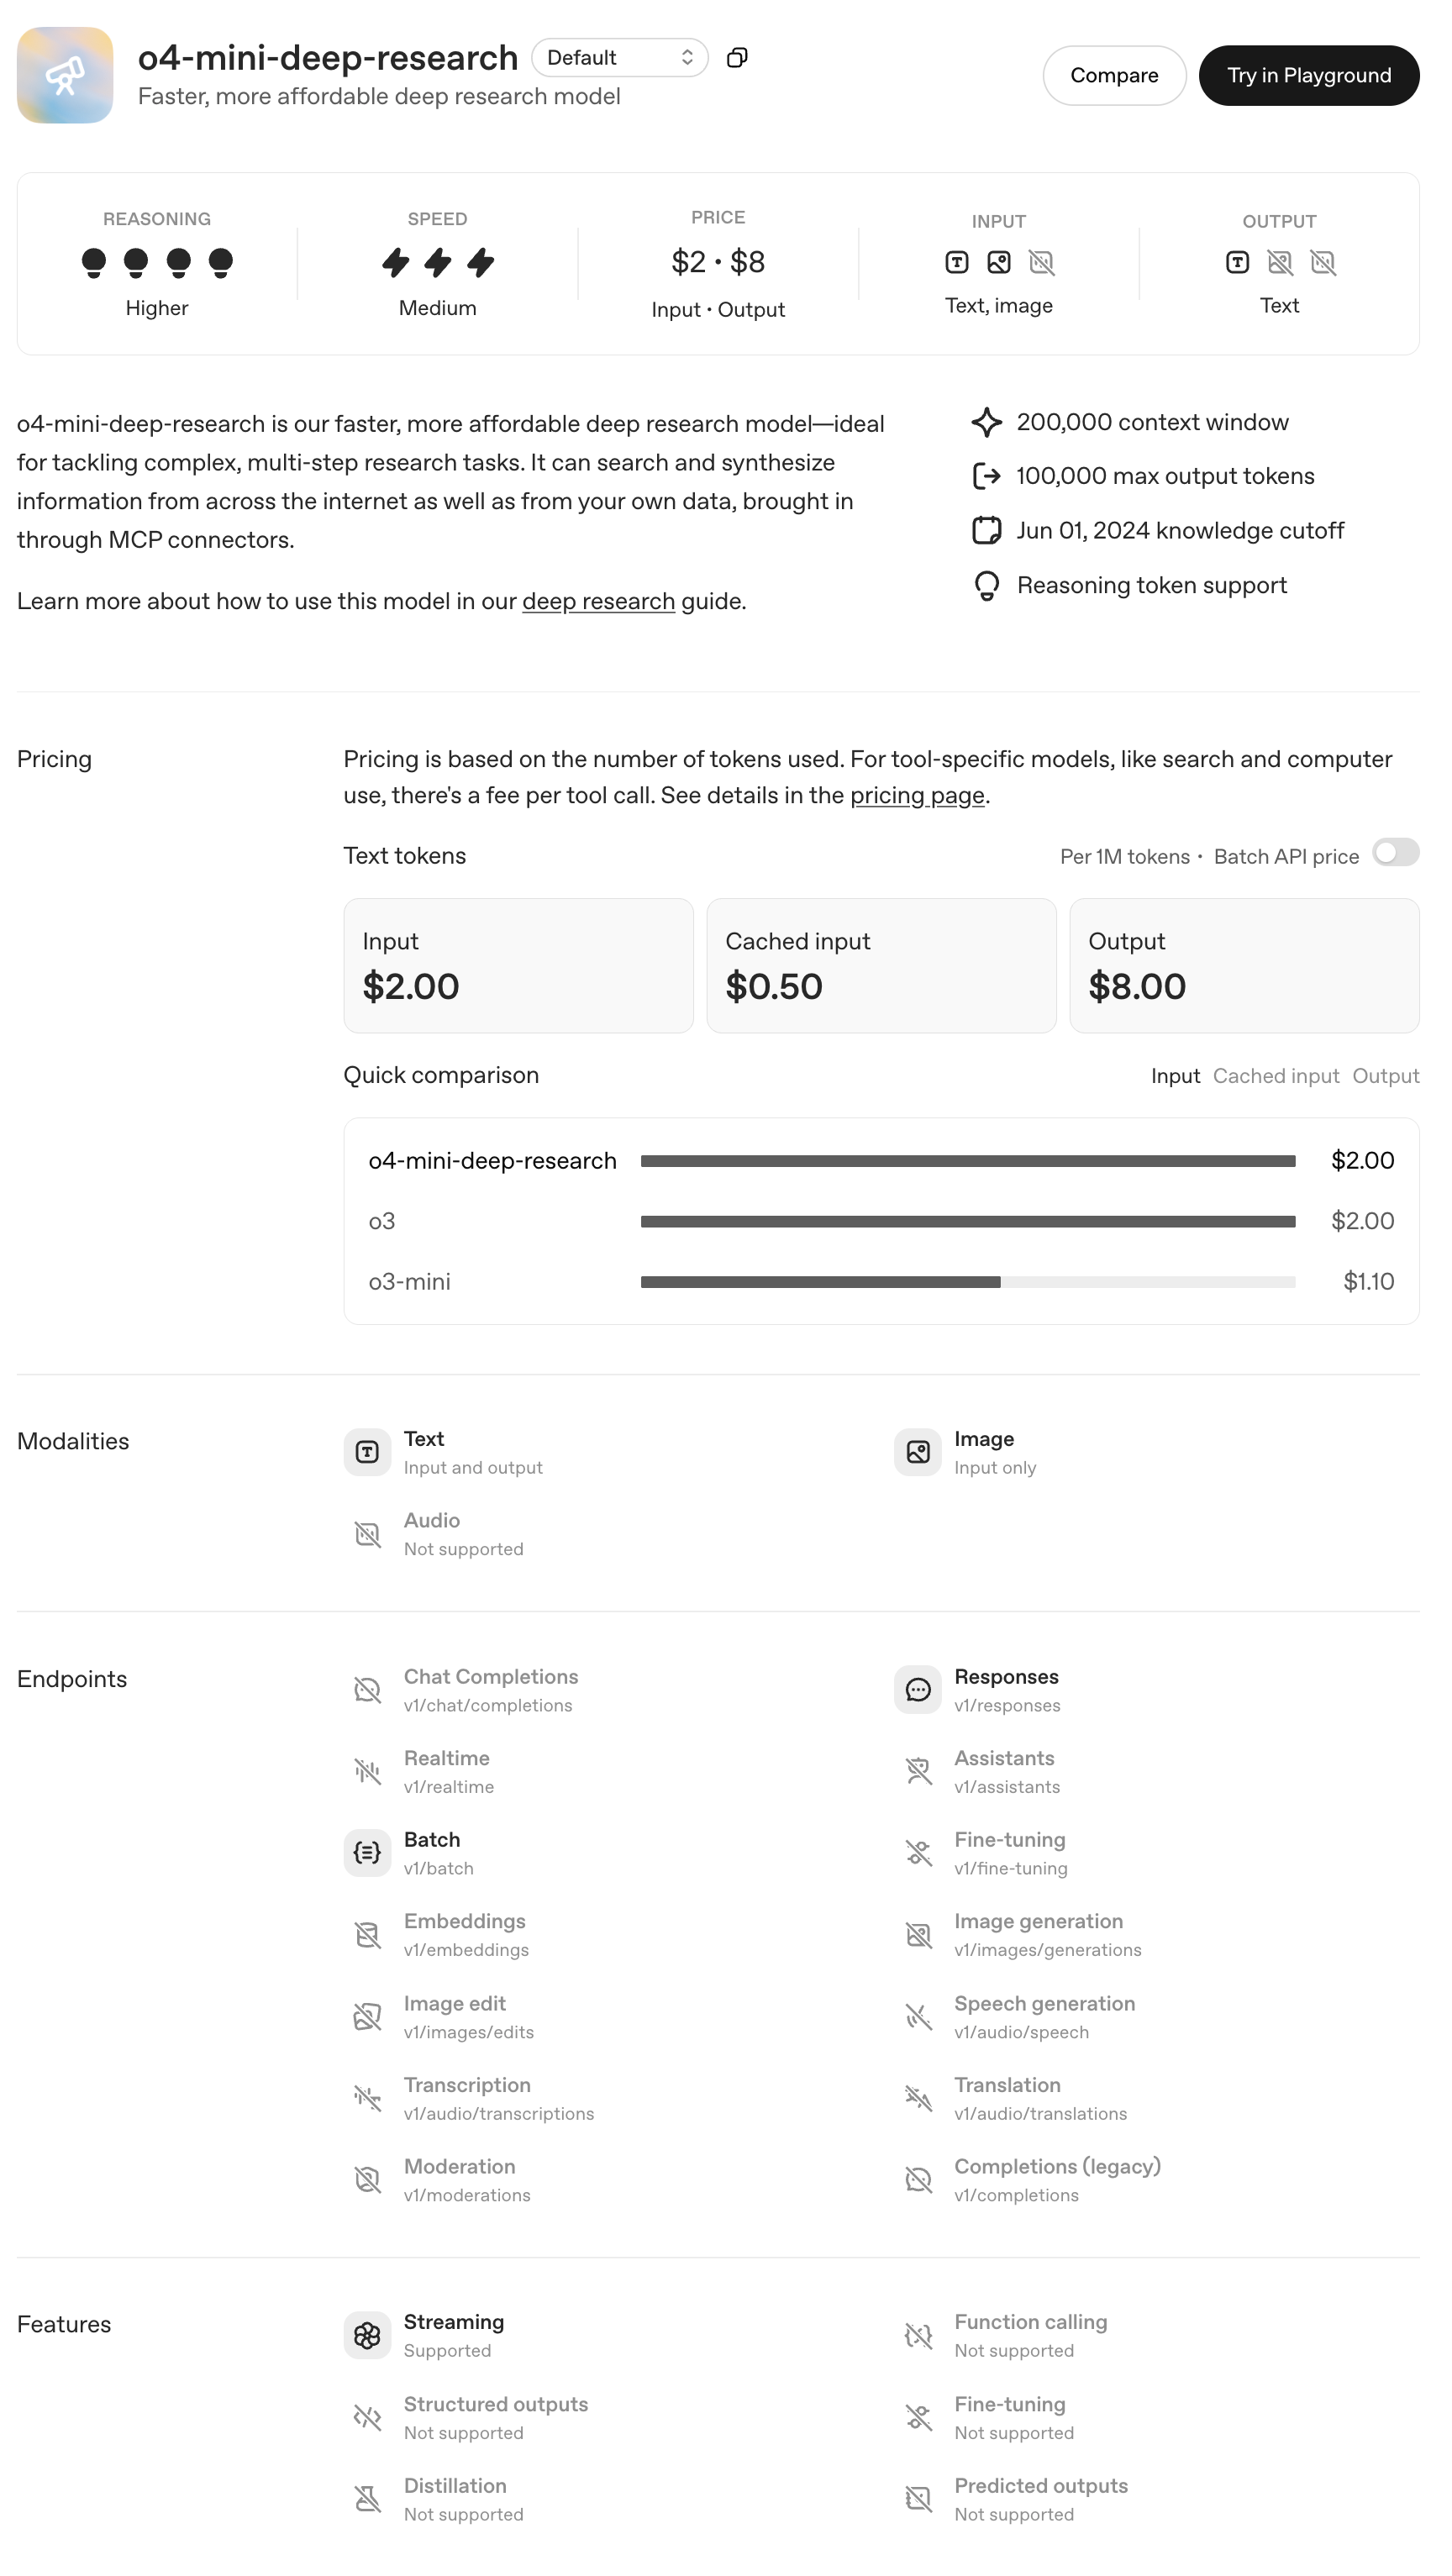 o4-mini-deep-research
Default
Faster, more affordable deep research model
Compare
Try in Playground
REASONING
Higher
SPEED
Medium
PRICE
$2 • $8
Input • Output
INPUT
Text, image
OUTPUT
Text
o4-mini-deep-research is our faster, more affordable deep research model—ideal
for tackling complex, multi-step research tasks. It can search and synthesize
information from across the internet as well as from your own data, brought in
through MCP connectors.
Learn more about how to use this model in our deep research guide.
200,000 context window
100,000 max output tokens
Jun 01, 2024 knowledge cutoff
Reasoning token support
Pricing
Pricing is based on the number of tokens used. For tool-specific models, like search and computer
use, there's a fee per tool call. See details in the pricing page.
Text tokens
Per 1M tokens • Batch API price
Input
$2.00
Cached input
$0.50
Output
$8.00
Quick comparison
Input Cached input Output
o4-mini-deep-research $2.00
o3 $2.00
o3-mini $1.10
Modalities
Text
Input and output
Image
Input only
Audio
Not supported
Endpoints
Chat Completions
v1/chat/completions
Responses
v1/responses
Realtime
v1/realtime
Assistants
v1/assistants
Batch
v1/batch
Fine-tuning
v1/fine-tuning
Embeddings
v1/embeddings
Image generation
v1/images/generations
Image edit
v1/images/edits
Speech generation
v1/audio/speech
Transcription
v1/audio/transcriptions
Translation
v1/audio/translations
Moderation
v1/moderations
Completions (legacy)
v1/completions
Features
Streaming
Supported
Function calling
Not supported
Structured outputs
Not supported
Fine-tuning
Not supported
Distillation
Not supported
Predicted outputs
Not supported